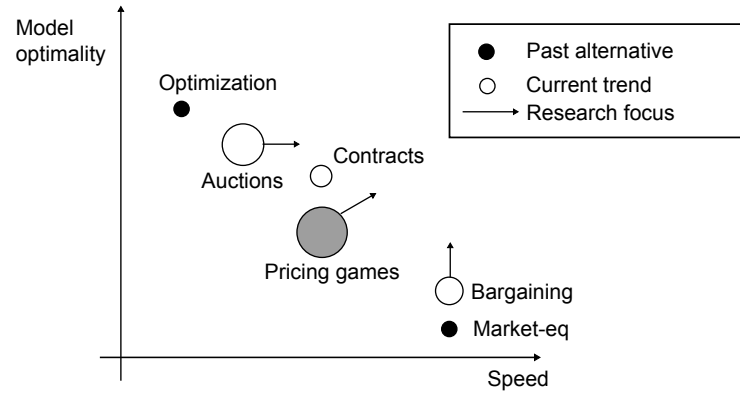 Model
optimality
Past alternative
Current trend
Research focus
Optimization
Auctions
Contracts
Pricing games
Bargaining
Market-eq
Speed